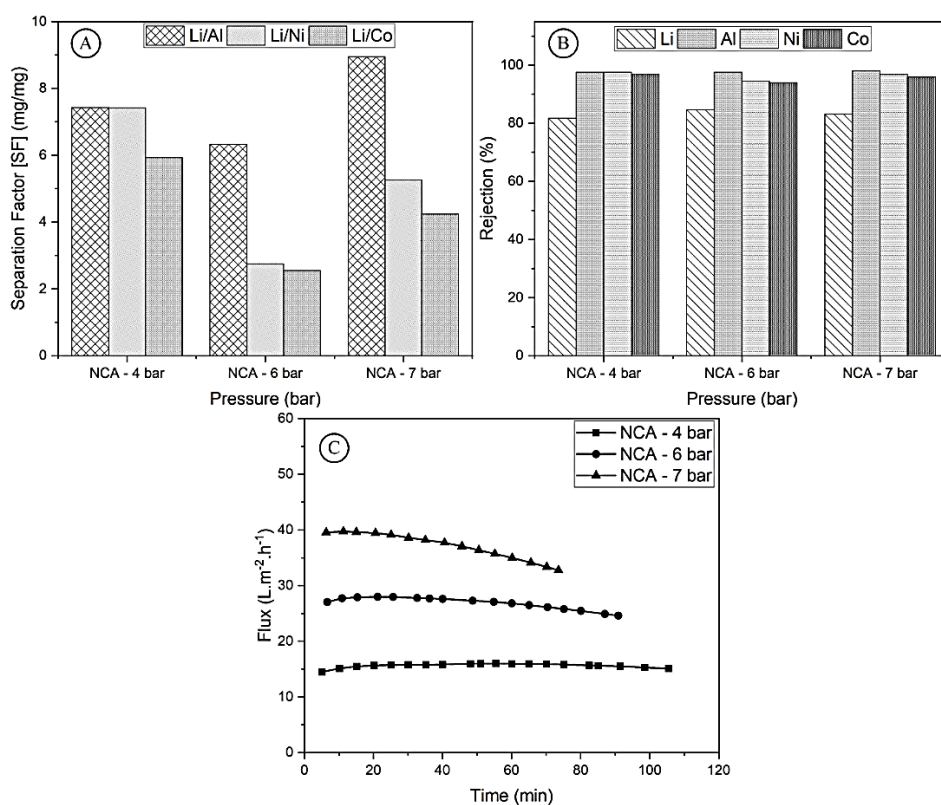 A
Li/Al Li/Ni Li/Co
Separation Factor [SF] (mg/mg)
10
8
6
4
2
0
NCA - 4 bar NCA - 6 bar NCA - 7 bar
Pressure (bar)
B
Li Al Ni Co
Rejection (%)
100
80
60
40
20
0
NCA - 4 bar NCA - 6 bar NCA - 7 bar
Pressure (bar)
C
NCA - 4 bar
NCA - 6 bar
NCA - 7 bar
Flux (L.m⁻².h⁻¹)
60
50
40
30
20
10
0
0 20 40 60 80 100 120
Time (min)